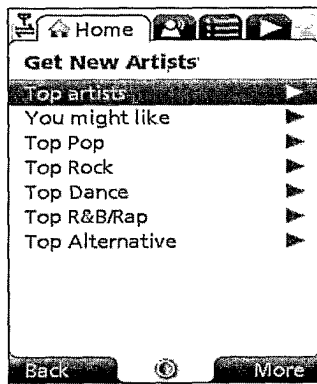 Home
Get New Artists
Top artists
You might like
Top Pop
Top Rock
Top Dance
Top R&B/Rap
Top Alternative
Back More